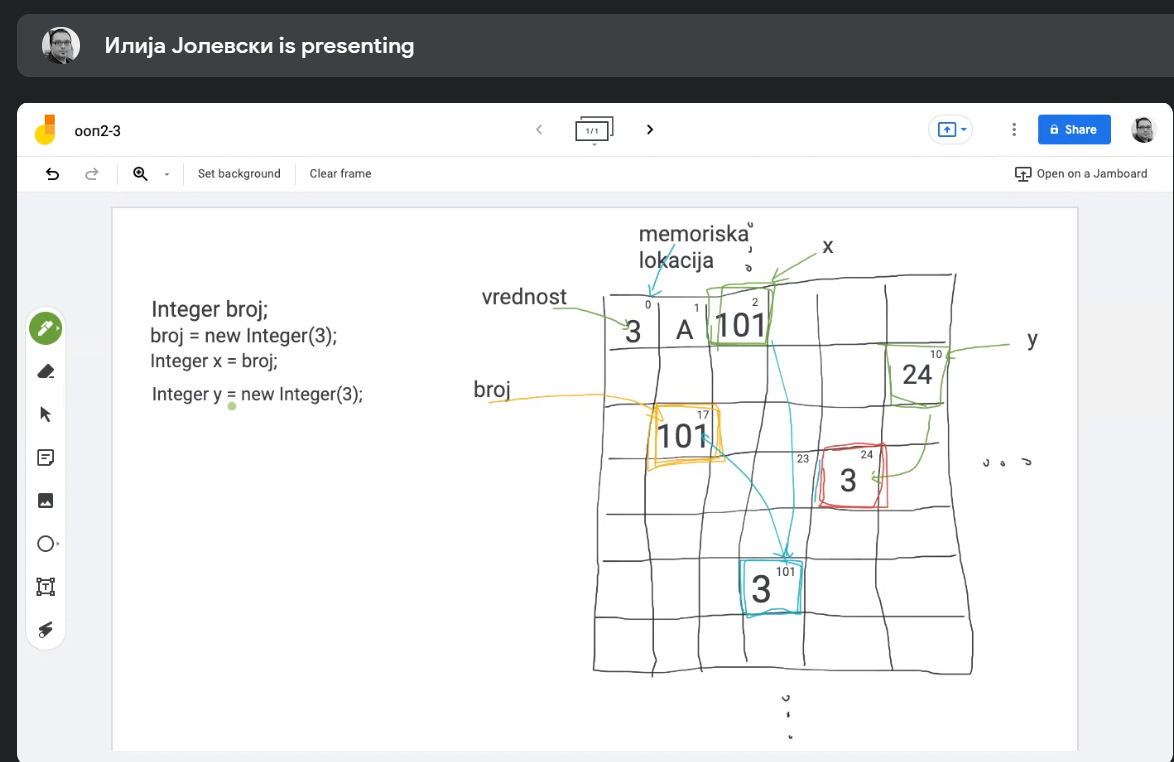 Илија Јолевски is presenting
ооп2-3
1/1
Share
Set background
Clear frame
Open on a Jamboard
Integer broj;
broj = new Integer(3);
Integer x = broj;
Integer y = new Integer(3);
memoriska
lokacija
x
vrednost
0
1
2
3
A
101
y
10
24
broj
17
101
23
24
3
101
3